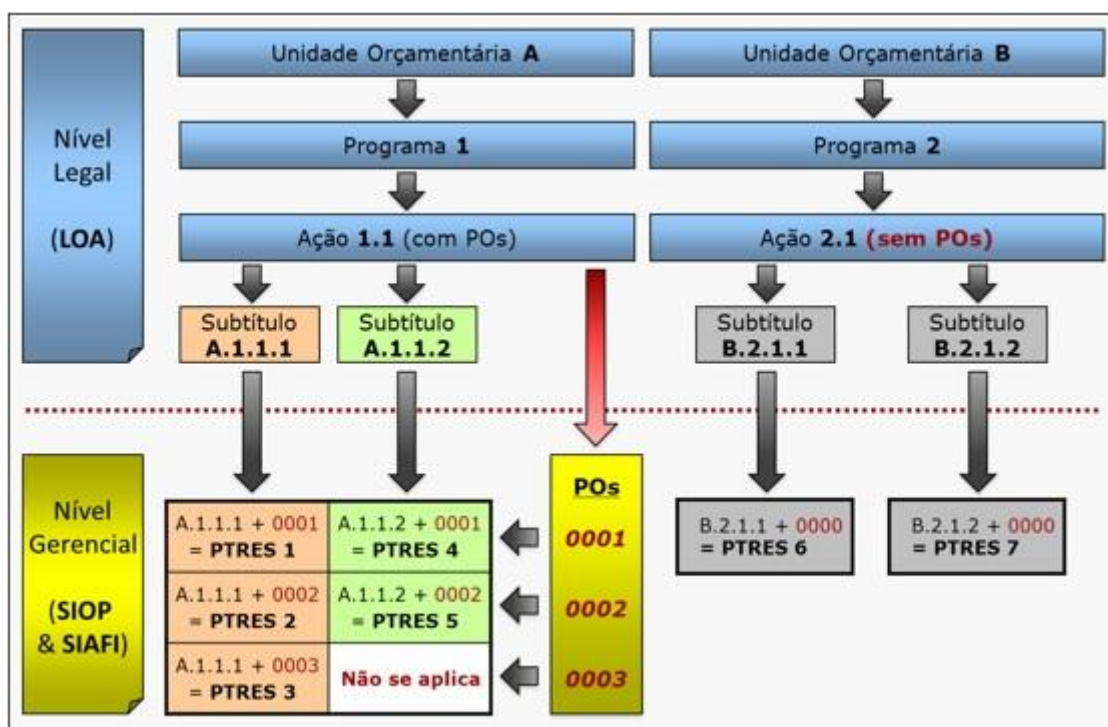 Nível
Legal
(LOA)
Unidade Orçamentária A
Programa 1
Ação 1.1 (com POs)
Subtítulo
A.1.1.1
Subtítulo
A.1.1.2
Unidade Orçamentária B
Programa 2
Ação 2.1 (sem POs)
Subtítulo
B.2.1.1
Subtítulo
B.2.1.2
Nível
Gerencial
(SIOP
& SIAFI)
A.1.1.1 + 0001
= PTRES 1
A.1.1.2 + 0001
= PTRES 4
A.1.1.1 + 0002
= PTRES 2
A.1.1.2 + 0002
= PTRES 5
A.1.1.1 + 0003
= PTRES 3
Não se aplica
POs
0001
0002
0003
B.2.1.1 + 0000
= PTRES 6
B.2.1.2 + 0000
= PTRES 7